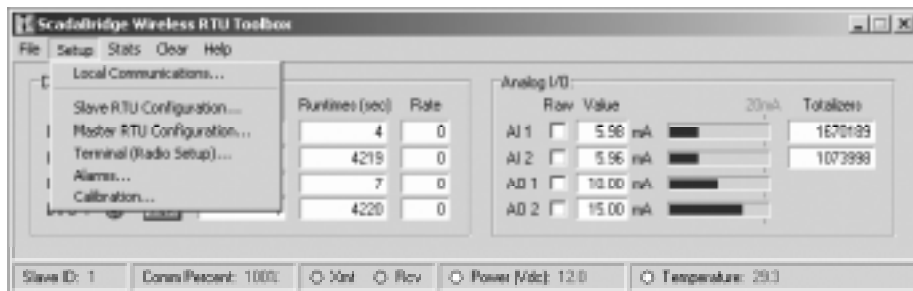 ScadaBridge Wireless RTU Toolbox
File Setup Stats Clear Help
Local Communications...
Slave RTU Configuration...
Master RTU Configuration...
Terminal (Radio Setup)...
Alarms...
Calibration...
Runtimes (sec) Rate
4 0
4219 0
7 0
4220 0
Analog I/O:
Raw Value 20mA Totalizers
AI 1 5.98 mA 1670189
AI 2 5.96 mA 1073998
AO 1 10.00 mA
AO 2 15.00 mA
Slave ID: 1 Comm Percent: 100% Xmt Rcv Power (Vdc): 12.0 Temperature: 29.3